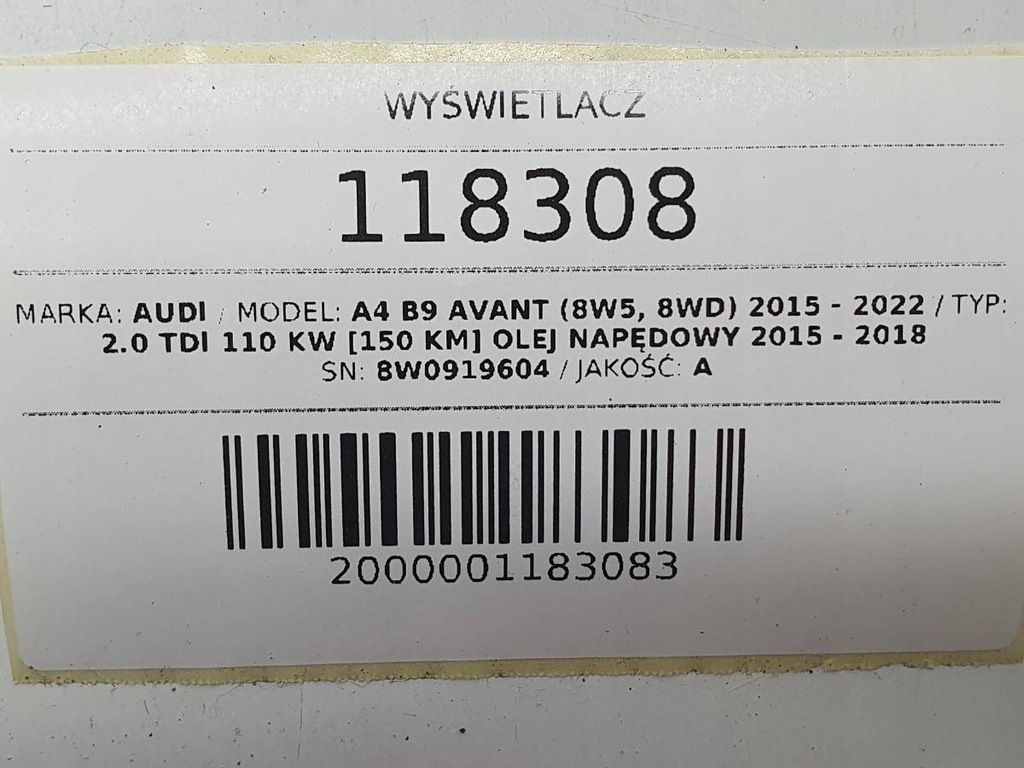 WYŚWIETLACZ
118308
MARKA: AUDI / MODEL: A4 B9 AVANT (8W5, 8WD) 2015 - 2022 / TYP:
2.0 TDI 110 KW [150 KM] OLEJ NAPĘDOWY 2015 - 2018
SN: 8W0919604 / JAKOŚĆ: A
2000001183083